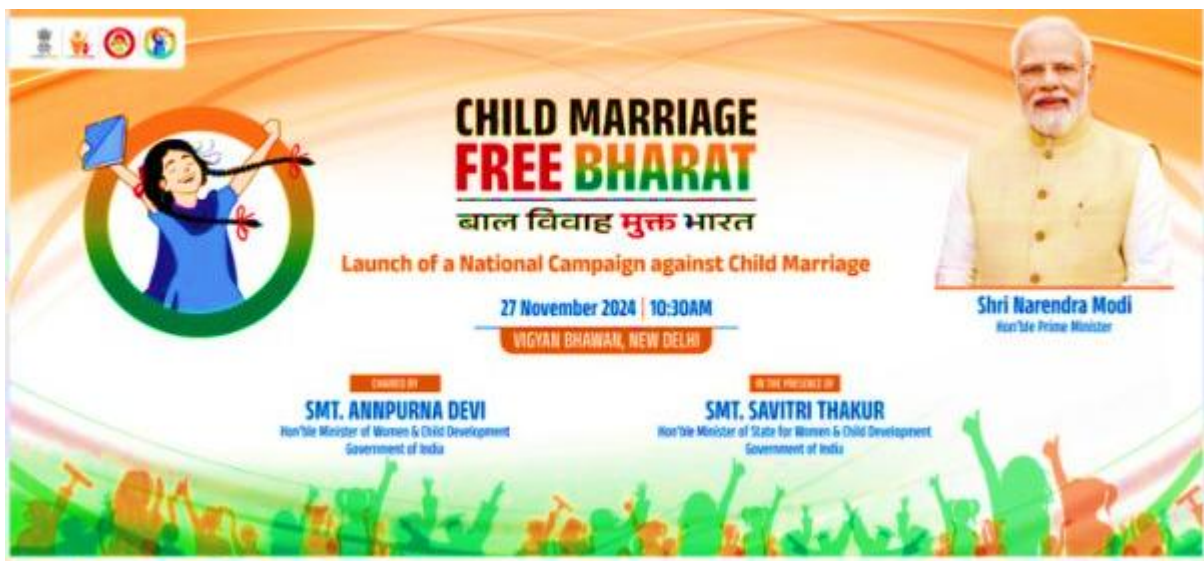 CHILD MARRIAGE
FREE BHARAT
बाल विवाह मुक्त भारत
Launch of a National Campaign against Child Marriage
27 November 2024 | 10:30AM
VIGYAN BHAWAN, NEW DELHI
Shri Narendra Modi
Hon'ble Prime Minister
CHAIRED BY
SMT. ANNPURNA DEVI
Hon'ble Minister of Women & Child Development
Government of India
IN THE PRESENCE OF
SMT. SAVITRI THAKUR
Hon'ble Minister of State for Women & Child Development
Government of India